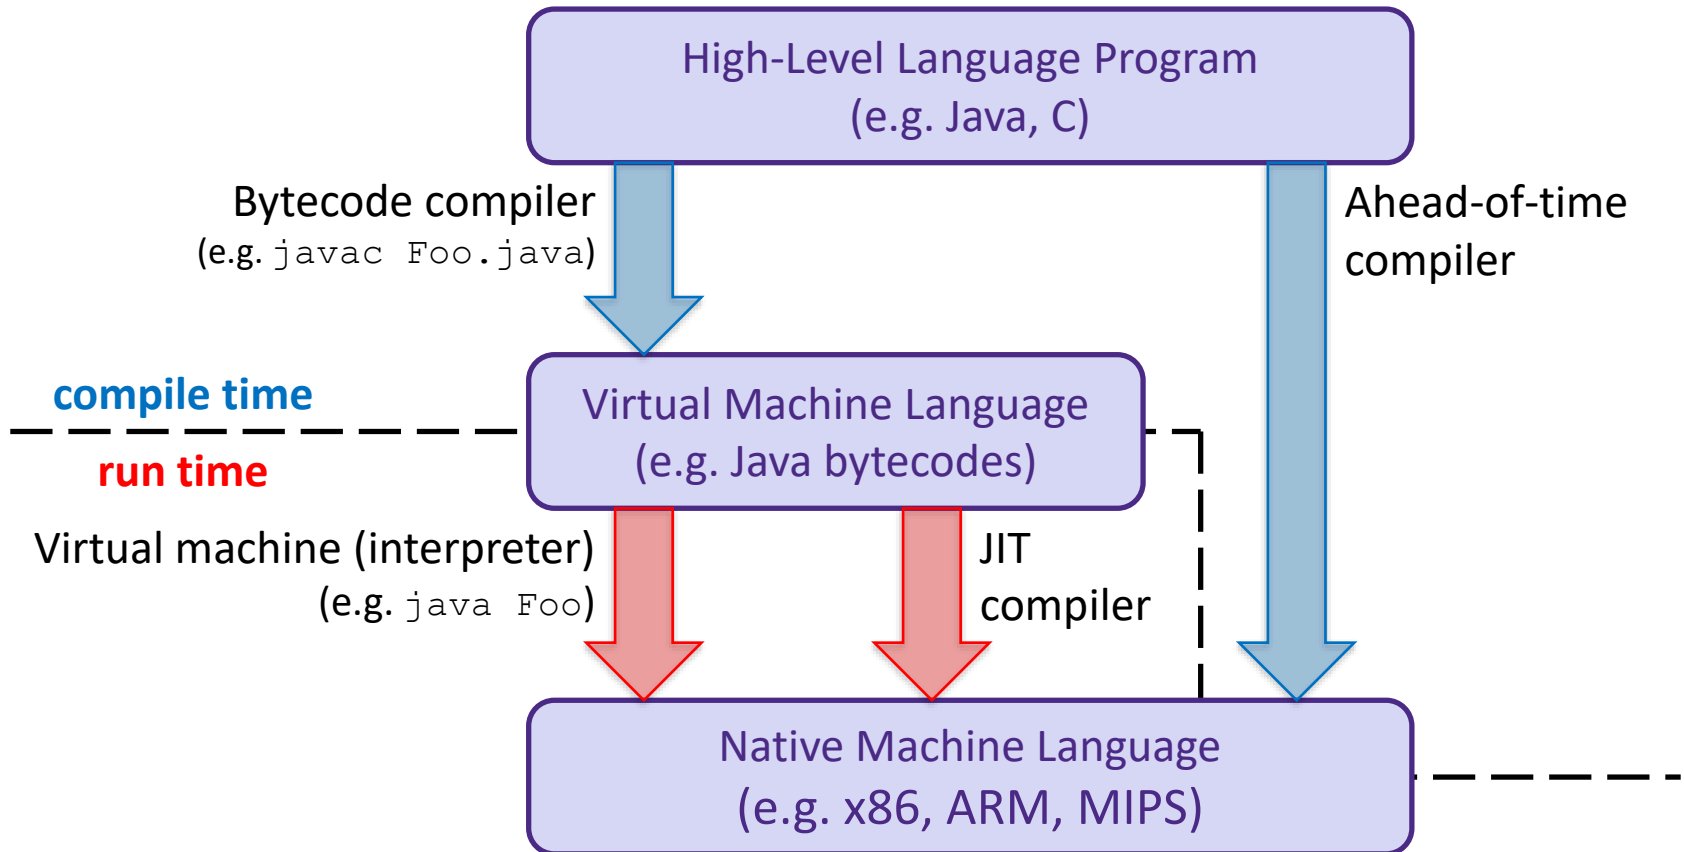 High-Level Language Program
(e.g. Java, C)
Bytecode compiler
(e.g. javac Foo.java)
Ahead-of-time
compiler
compile time
Virtual Machine Language
(e.g. Java bytecodes)
run time
Virtual machine (interpreter)
(e.g. java Foo)
JIT
compiler
Native Machine Language
(e.g. x86, ARM, MIPS)